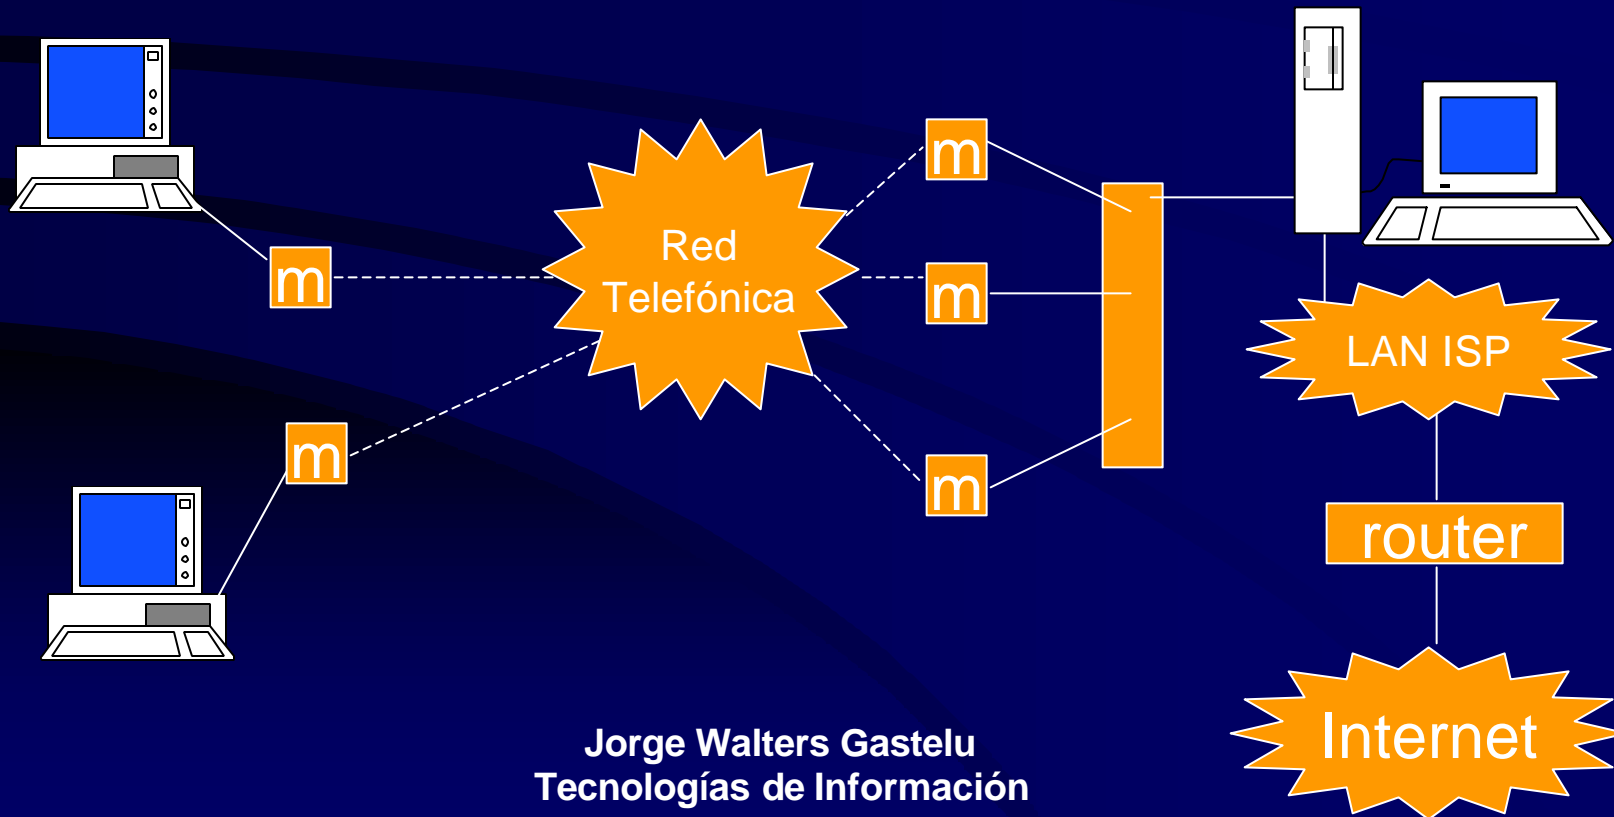 m
m
Red
Telefónica
m
m
m
LAN ISP
router
Internet
Jorge Walters Gastelu
Tecnologías de Información